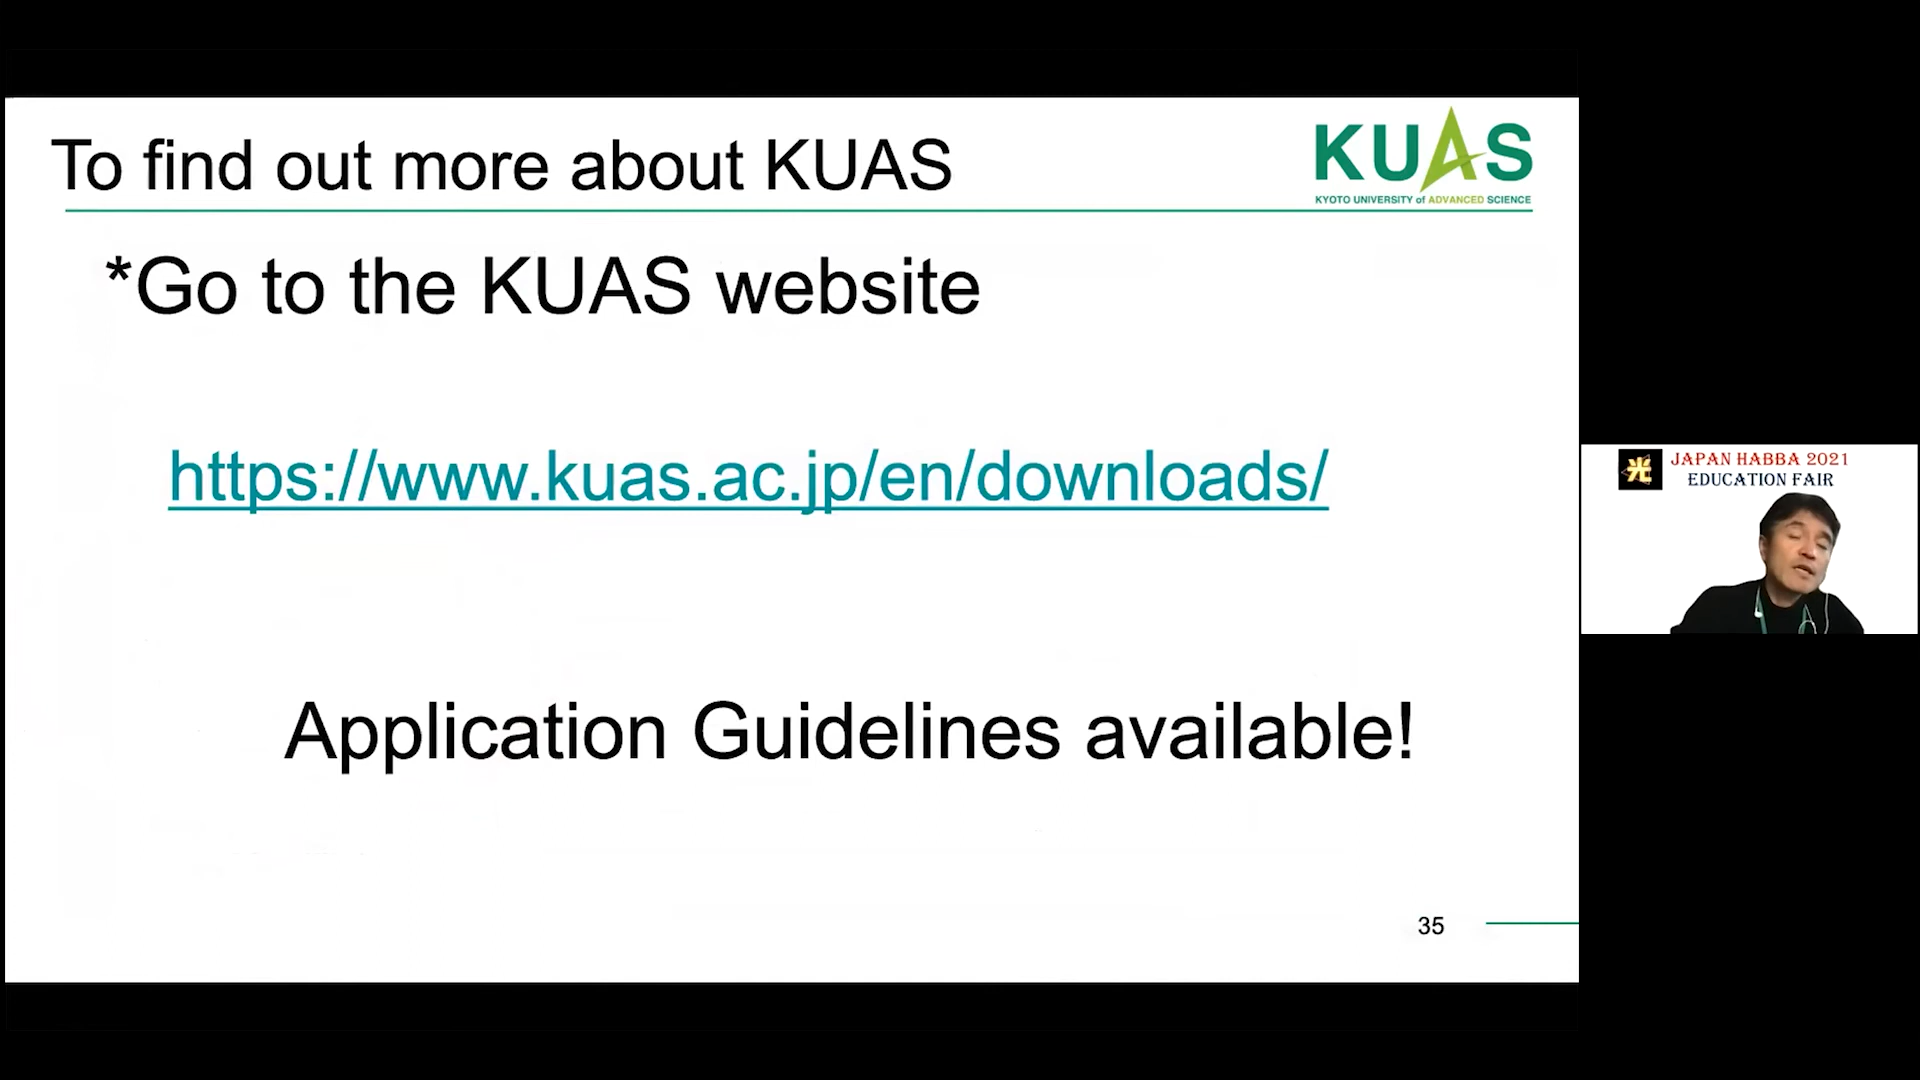 To find out more about KUAS
KUAS
KYOTO UNIVERSITY of ADVANCED SCIENCE
*Go to the KUAS website
https://www.kuas.ac.jp/en/downloads/
Application Guidelines available!
35
光
JAPAN HABBA 2021
EDUCATION FAIR